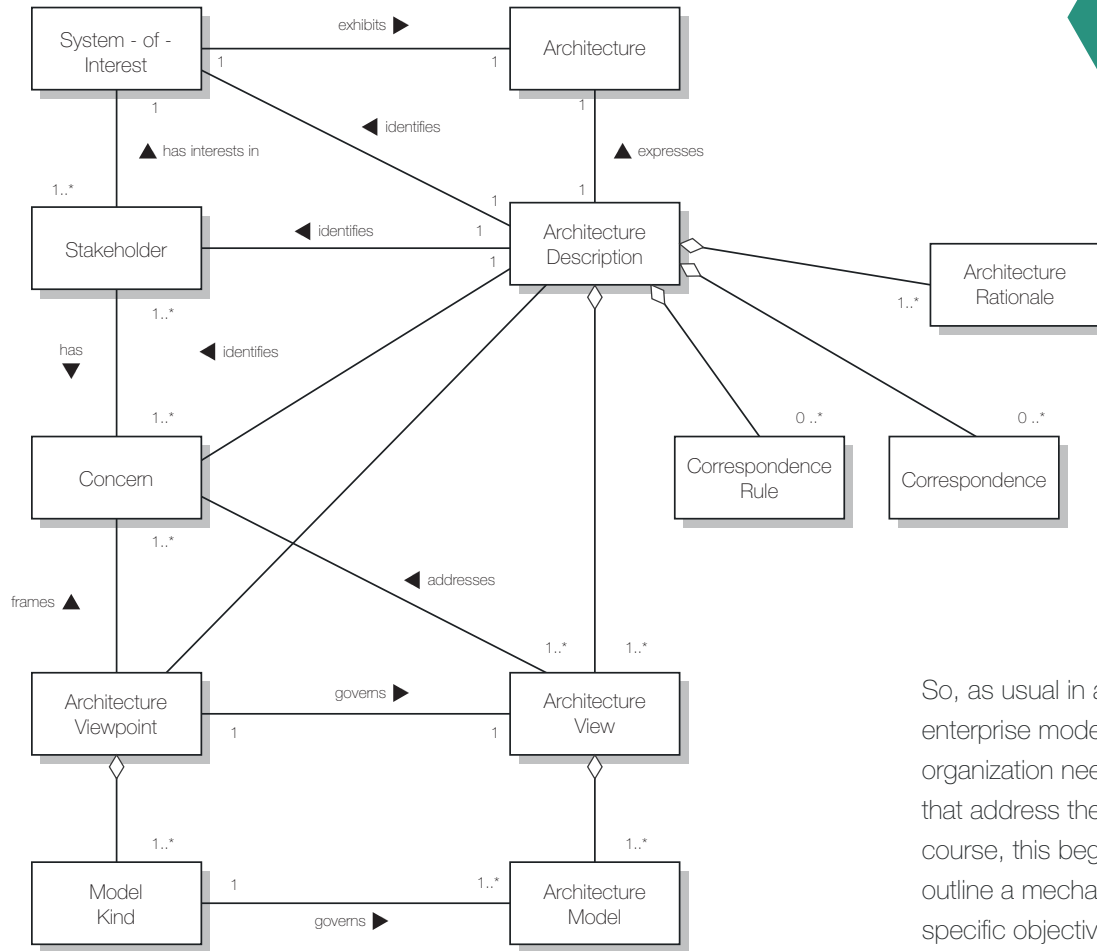 exhibits ▶
System - of -
Interest
Architecture
1
1
1
1
◀ identifies
▲ has interests in
▲ expresses
1..*
1
1
Stakeholder
◀ identifies
1
1
Architecture
Description
Architecture
Rationale
1..*
1..*
has
▼
◀ identifies
1..*
0 ..*
0 ..*
Concern
Correspondence
Rule
Correspondence
1..*
◀ addresses
frames ▲
1..*
1..*
Architecture
Viewpoint
governs ▶
Architecture
View
1
1
1..*
1..*
Model
Kind
1
1..*
governs ▶
Architecture
Model
So, as usual in a
enterprise mode
organization nee
that address the
course, this beg
outline a mecha
specific objectiv